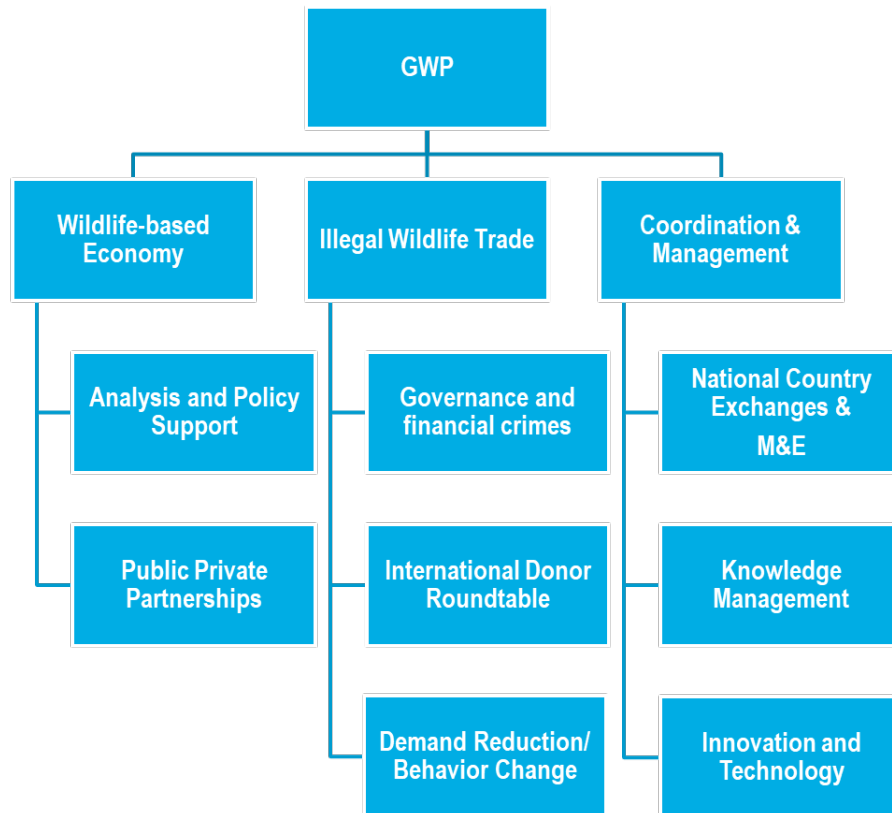 GWP
Wildlife-based
Economy
Illegal Wildlife Trade
Coordination &
Management
Analysis and Policy
Support
Governance and
financial crimes
National Country
Exchanges &
M&E
Public Private
Partnerships
International Donor
Roundtable
Knowledge
Management
Demand Reduction/
Behavior Change
Innovation and
Technology